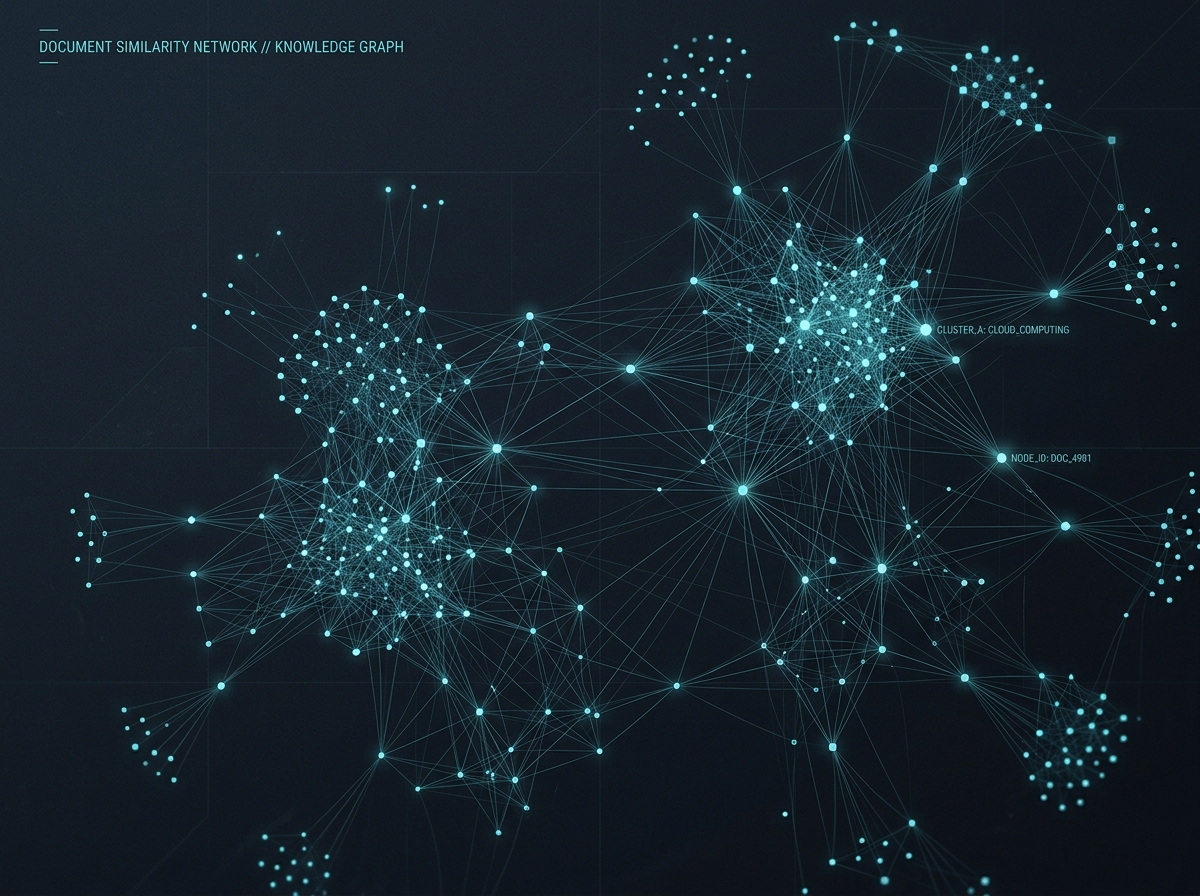 DOCUMENT SIMILARITY NETWORK // KNOWLEDGE GRAPH
CLUSTER_A: CLOUD_COMPUTING
NODE_ID: DOC_4981